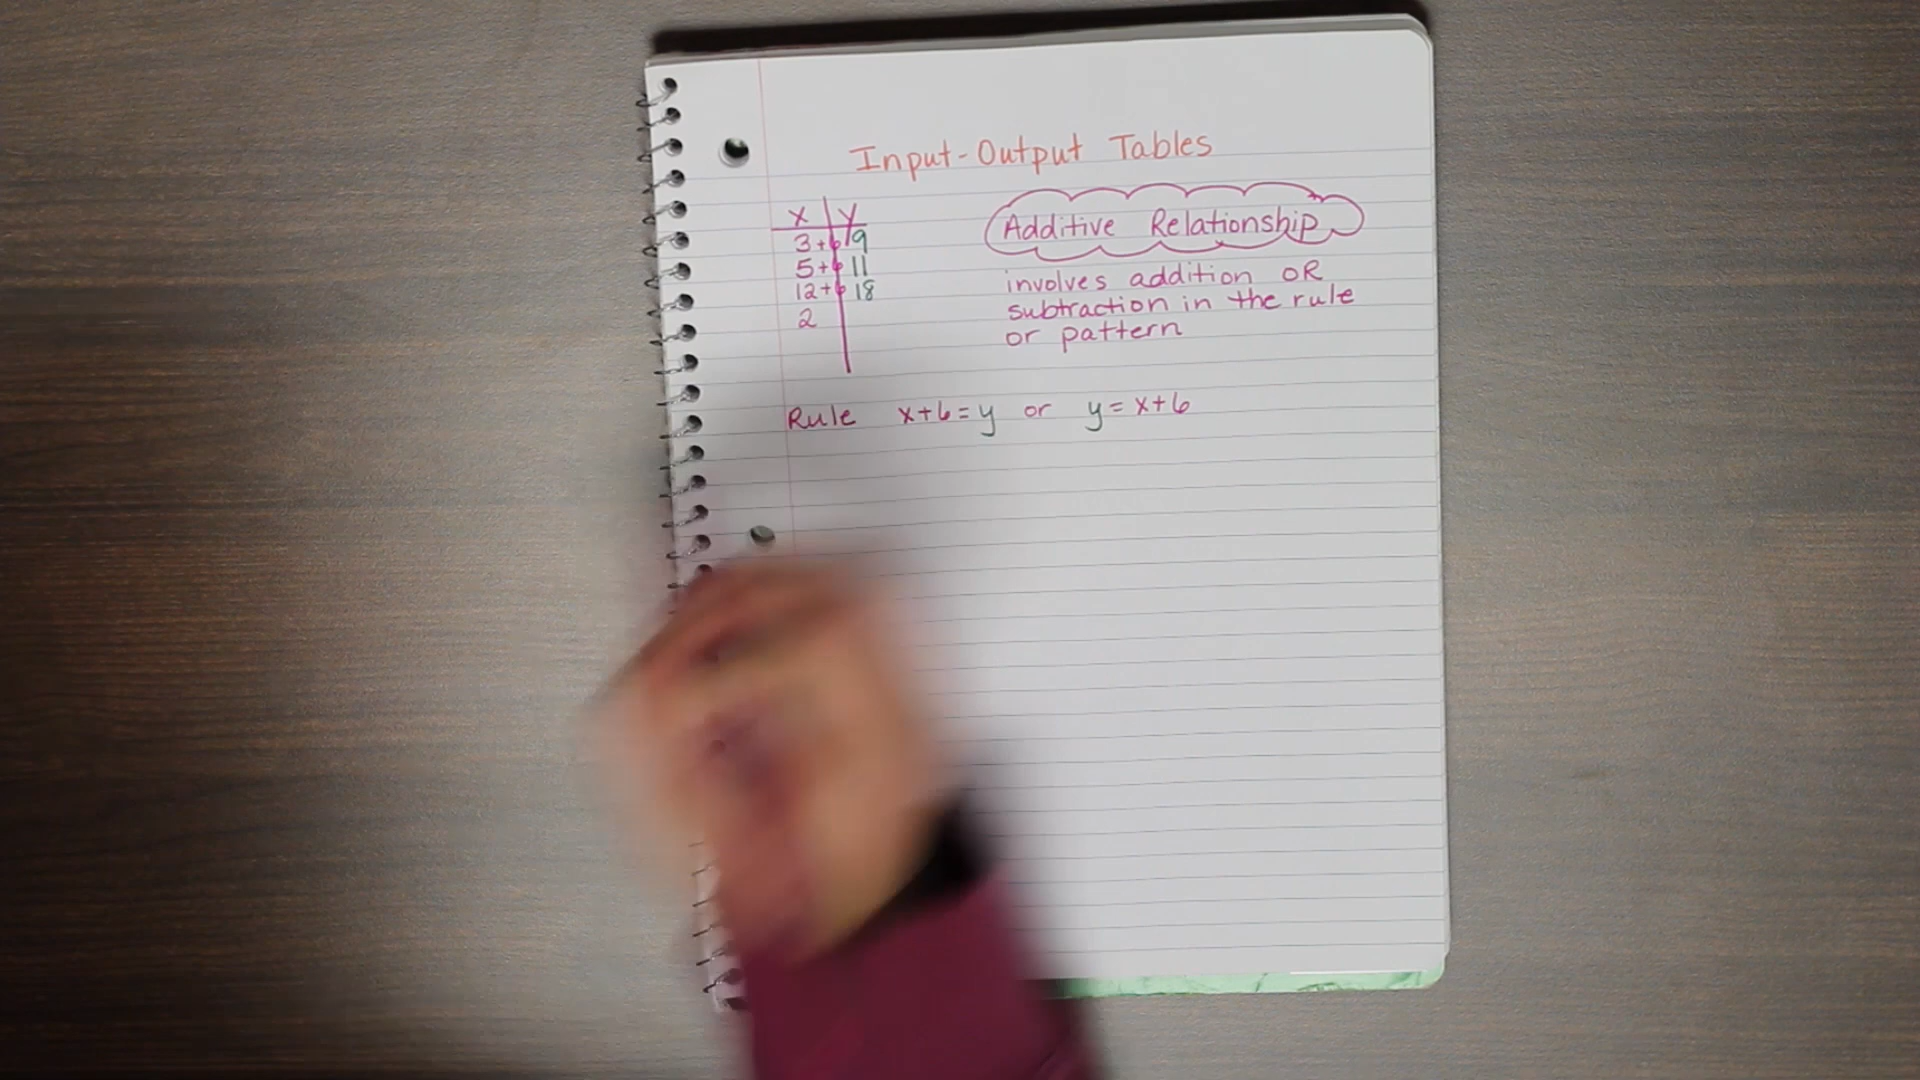 Input-Output Tables
x y
3+6 9
5+6 11
12+6 18
2
Additive Relationship
involves addition OR
subtraction in the rule
or pattern
Rule x+6=y or y=x+6